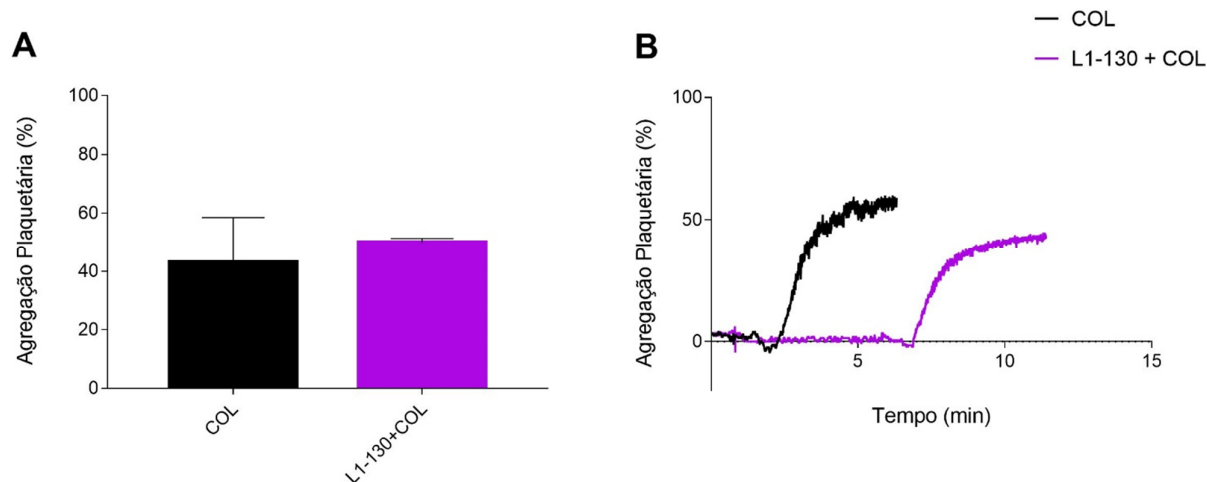 A
Agregação Plaquetária (%)
100
80
60
40
20
0
COL
L1-130+COL
B
COL
L1-130 + COL
Agregação Plaquetária (%)
100
50
0
5
10
15
Tempo (min)